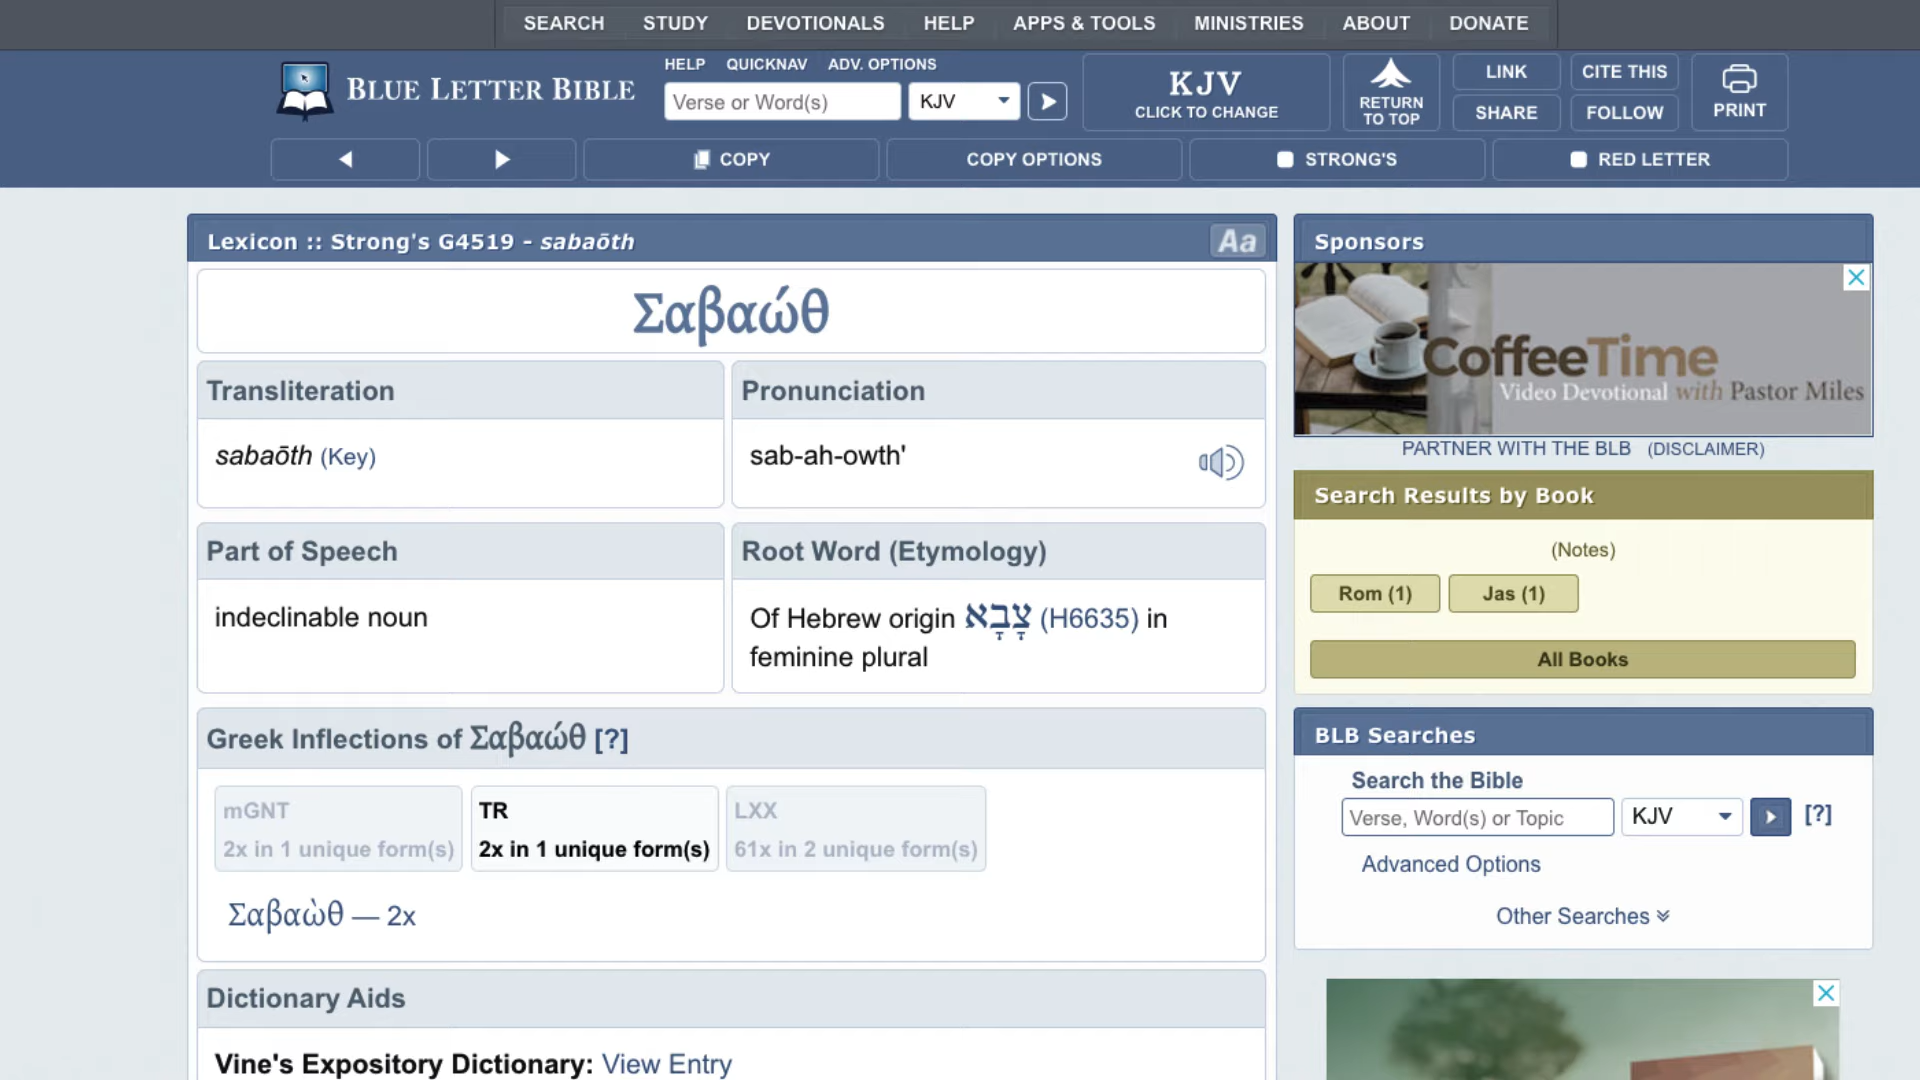 SEARCH STUDY DEVOTIONALS HELP APPS & TOOLS MINISTRIES ABOUT DONATE
BLUE LETTER BIBLE
HELP QUICKNAV ADV. OPTIONS
Verse or Word(s) KJV
KJV
CLICK TO CHANGE
RETURN
TO TOP
LINK CITE THIS
SHARE FOLLOW
PRINT
COPY COPY OPTIONS STRONG'S RED LETTER
Lexicon :: Strong's G4519 - sabaōth Aa
Σαβαώθ
Transliteration
sabaōth (Key)
Pronunciation
sab-ah-owth'
Part of Speech
indeclinable noun
Root Word (Etymology)
Of Hebrew origin צָבָא (H6635) in
feminine plural
Greek Inflections of Σαβαώθ [?]
mGNT
2x in 1 unique form(s)
TR
2x in 1 unique form(s)
LXX
61x in 2 unique form(s)
Σαβαὼθ — 2x
Dictionary Aids
Vine's Expository Dictionary: View Entry
Sponsors
CoffeeTime
Video Devotional with Pastor Miles
PARTNER WITH THE BLB (DISCLAIMER)
Search Results by Book
(Notes)
Rom (1) Jas (1)
All Books
BLB Searches
Search the Bible
Verse, Word(s) or Topic KJV [?]
Advanced Options
Other Searches